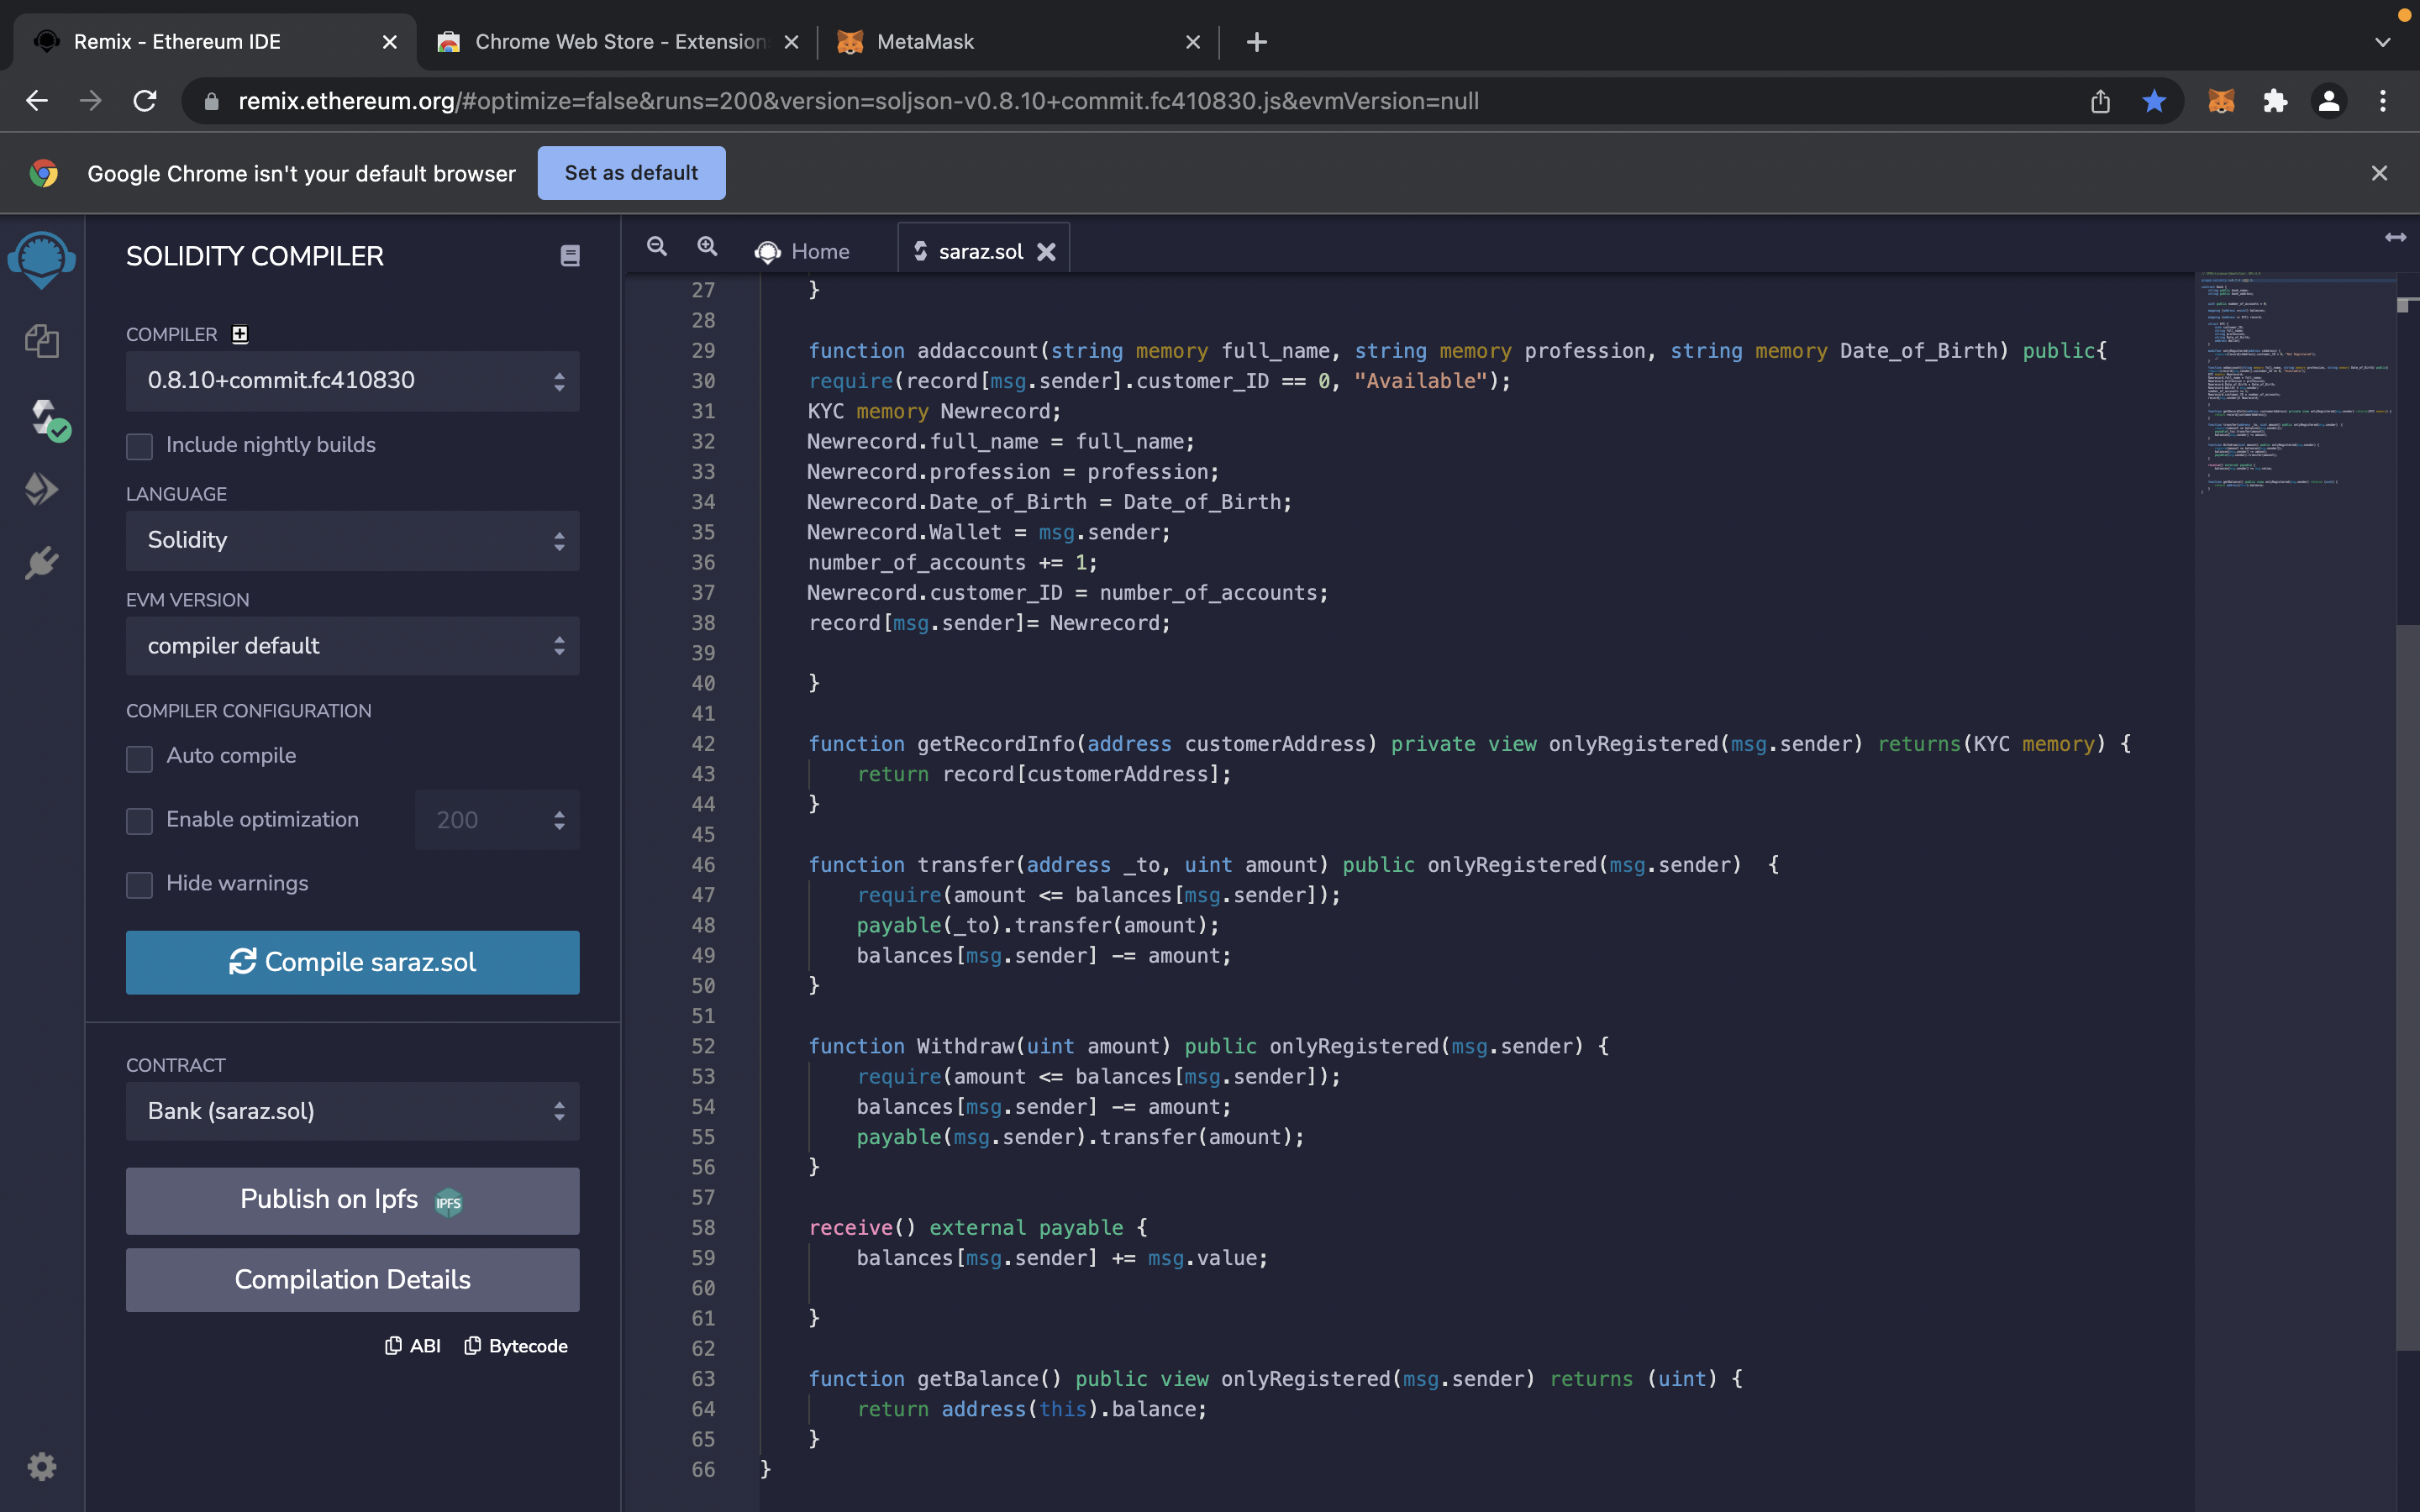 Remix - Ethereum IDE
Chrome Web Store - Extension
MetaMask
remix.ethereum.org/#optimize=false&runs=200&version=soljson-v0.8.10+commit.fc410830.js&evmVersion=null
Google Chrome isn't your default browser
Set as default
SOLIDITY COMPILER
COMPILER
0.8.10+commit.fc410830
Include nightly builds
LANGUAGE
Solidity
EVM VERSION
compiler default
COMPILER CONFIGURATION
Auto compile
Enable optimization
200
Hide warnings
Compile saraz.sol
CONTRACT
Bank (saraz.sol)
Publish on Ipfs
IPFS
Compilation Details
ABI
Bytecode
Home
saraz.sol
27 }
28
29 function addaccount(string memory full_name, string memory profession, string memory Date_of_Birth) public{
30 require(record[msg.sender].customer_ID == 0, "Available");
31 KYC memory Newrecord;
32 Newrecord.full_name = full_name;
33 Newrecord.profession = profession;
34 Newrecord.Date_of_Birth = Date_of_Birth;
35 Newrecord.Wallet = msg.sender;
36 number_of_accounts += 1;
37 Newrecord.customer_ID = number_of_accounts;
38 record[msg.sender]= Newrecord;
39
40 }
41
42 function getRecordInfo(address customerAddress) private view onlyRegistered(msg.sender) returns(KYC memory) {
43 return record[customerAddress];
44 }
45
46 function transfer(address _to, uint amount) public onlyRegistered(msg.sender)  {
47 require(amount <= balances[msg.sender]);
48 payable(_to).transfer(amount);
49 balances[msg.sender] -= amount;
50 }
51
52 function Withdraw(uint amount) public onlyRegistered(msg.sender) {
53 require(amount <= balances[msg.sender]);
54 balances[msg.sender] -= amount;
55 payable(msg.sender).transfer(amount);
56 }
57
58 receive() external payable {
59 balances[msg.sender] += msg.value;
60
61 }
62
63 function getBalance() public view onlyRegistered(msg.sender) returns (uint) {
64 return address(this).balance;
65 }
66 }